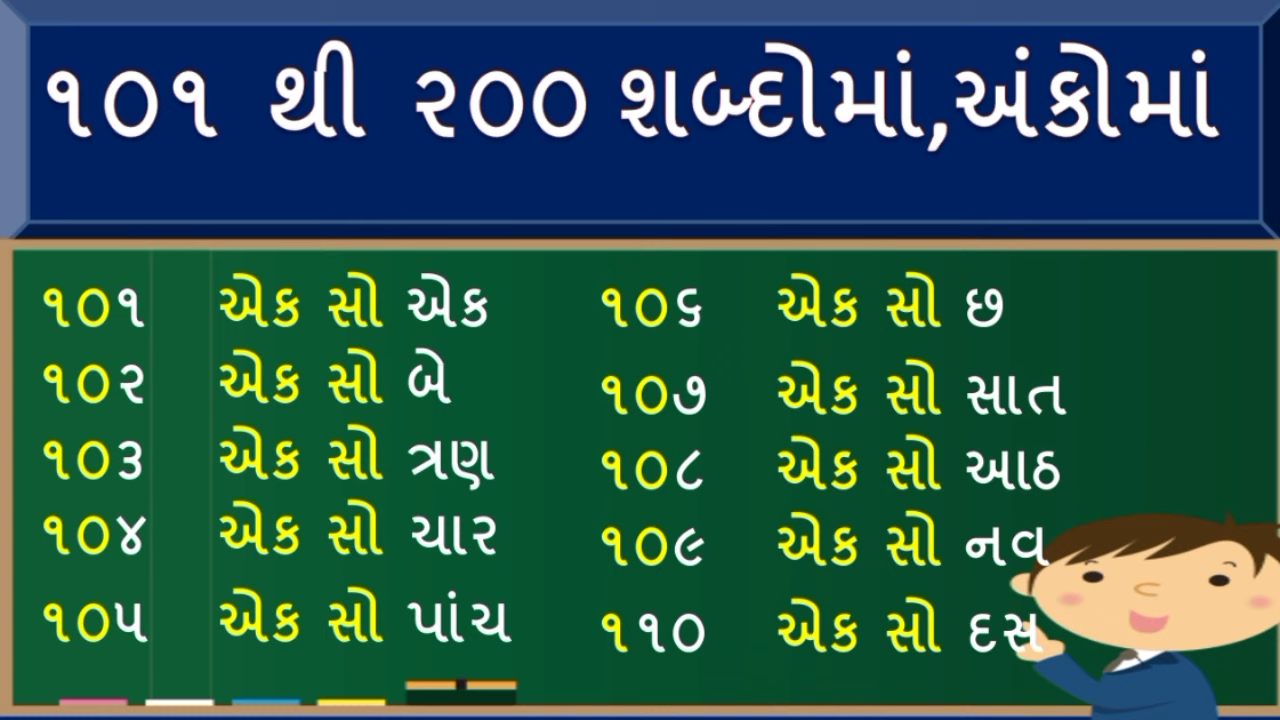 ૧૦૧ થી ૨૦૦ શબ્દોમાં,અંકોમાં
૧૦૧ એક સો એક
૧૦૨ એક સો બે
૧૦૩ એક સો ત્રણ
૧૦૪ એક સો ચાર
૧૦૫ એક સો પાંચ
૧૦૬ એક સો છ
૧૦૭ એક સો સાત
૧૦૮ એક સો આઠ
૧૦૯ એક સો નવ
૧૧૦ એક સો દસ